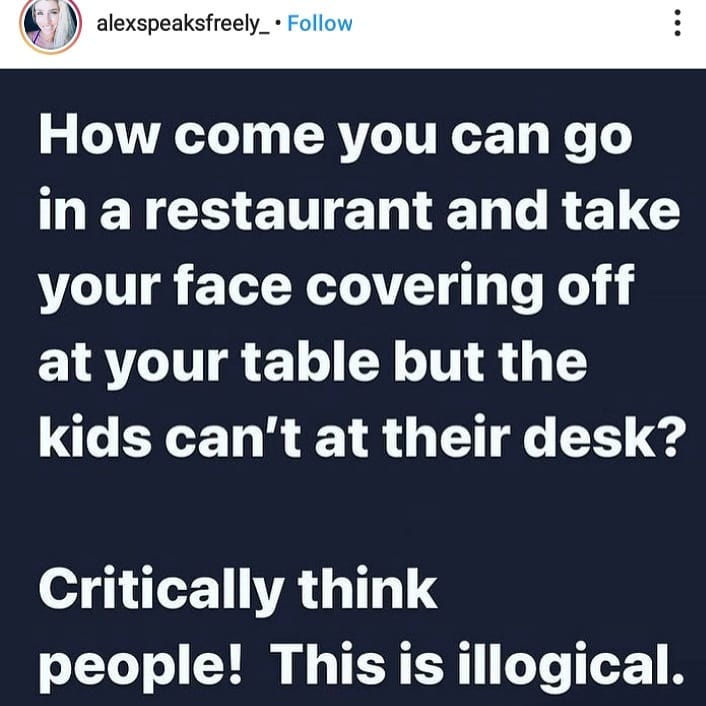 alexspeaksfreely_ • Follow
How come you can go
in a restaurant and take
your face covering off
at your table but the
kids can't at their desk?
Critically think
people!  This is illogical.